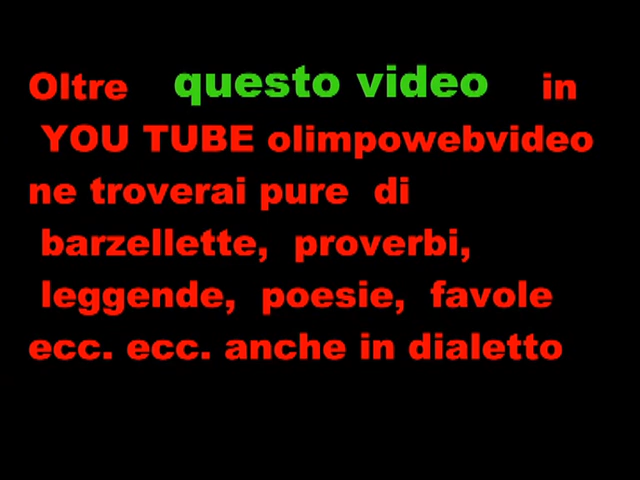 Oltre questo video in
YOU TUBE olimpowebvideo
ne troverai pure di
barzellette, proverbi,
leggende, poesie, favole
ecc. ecc. anche in dialetto